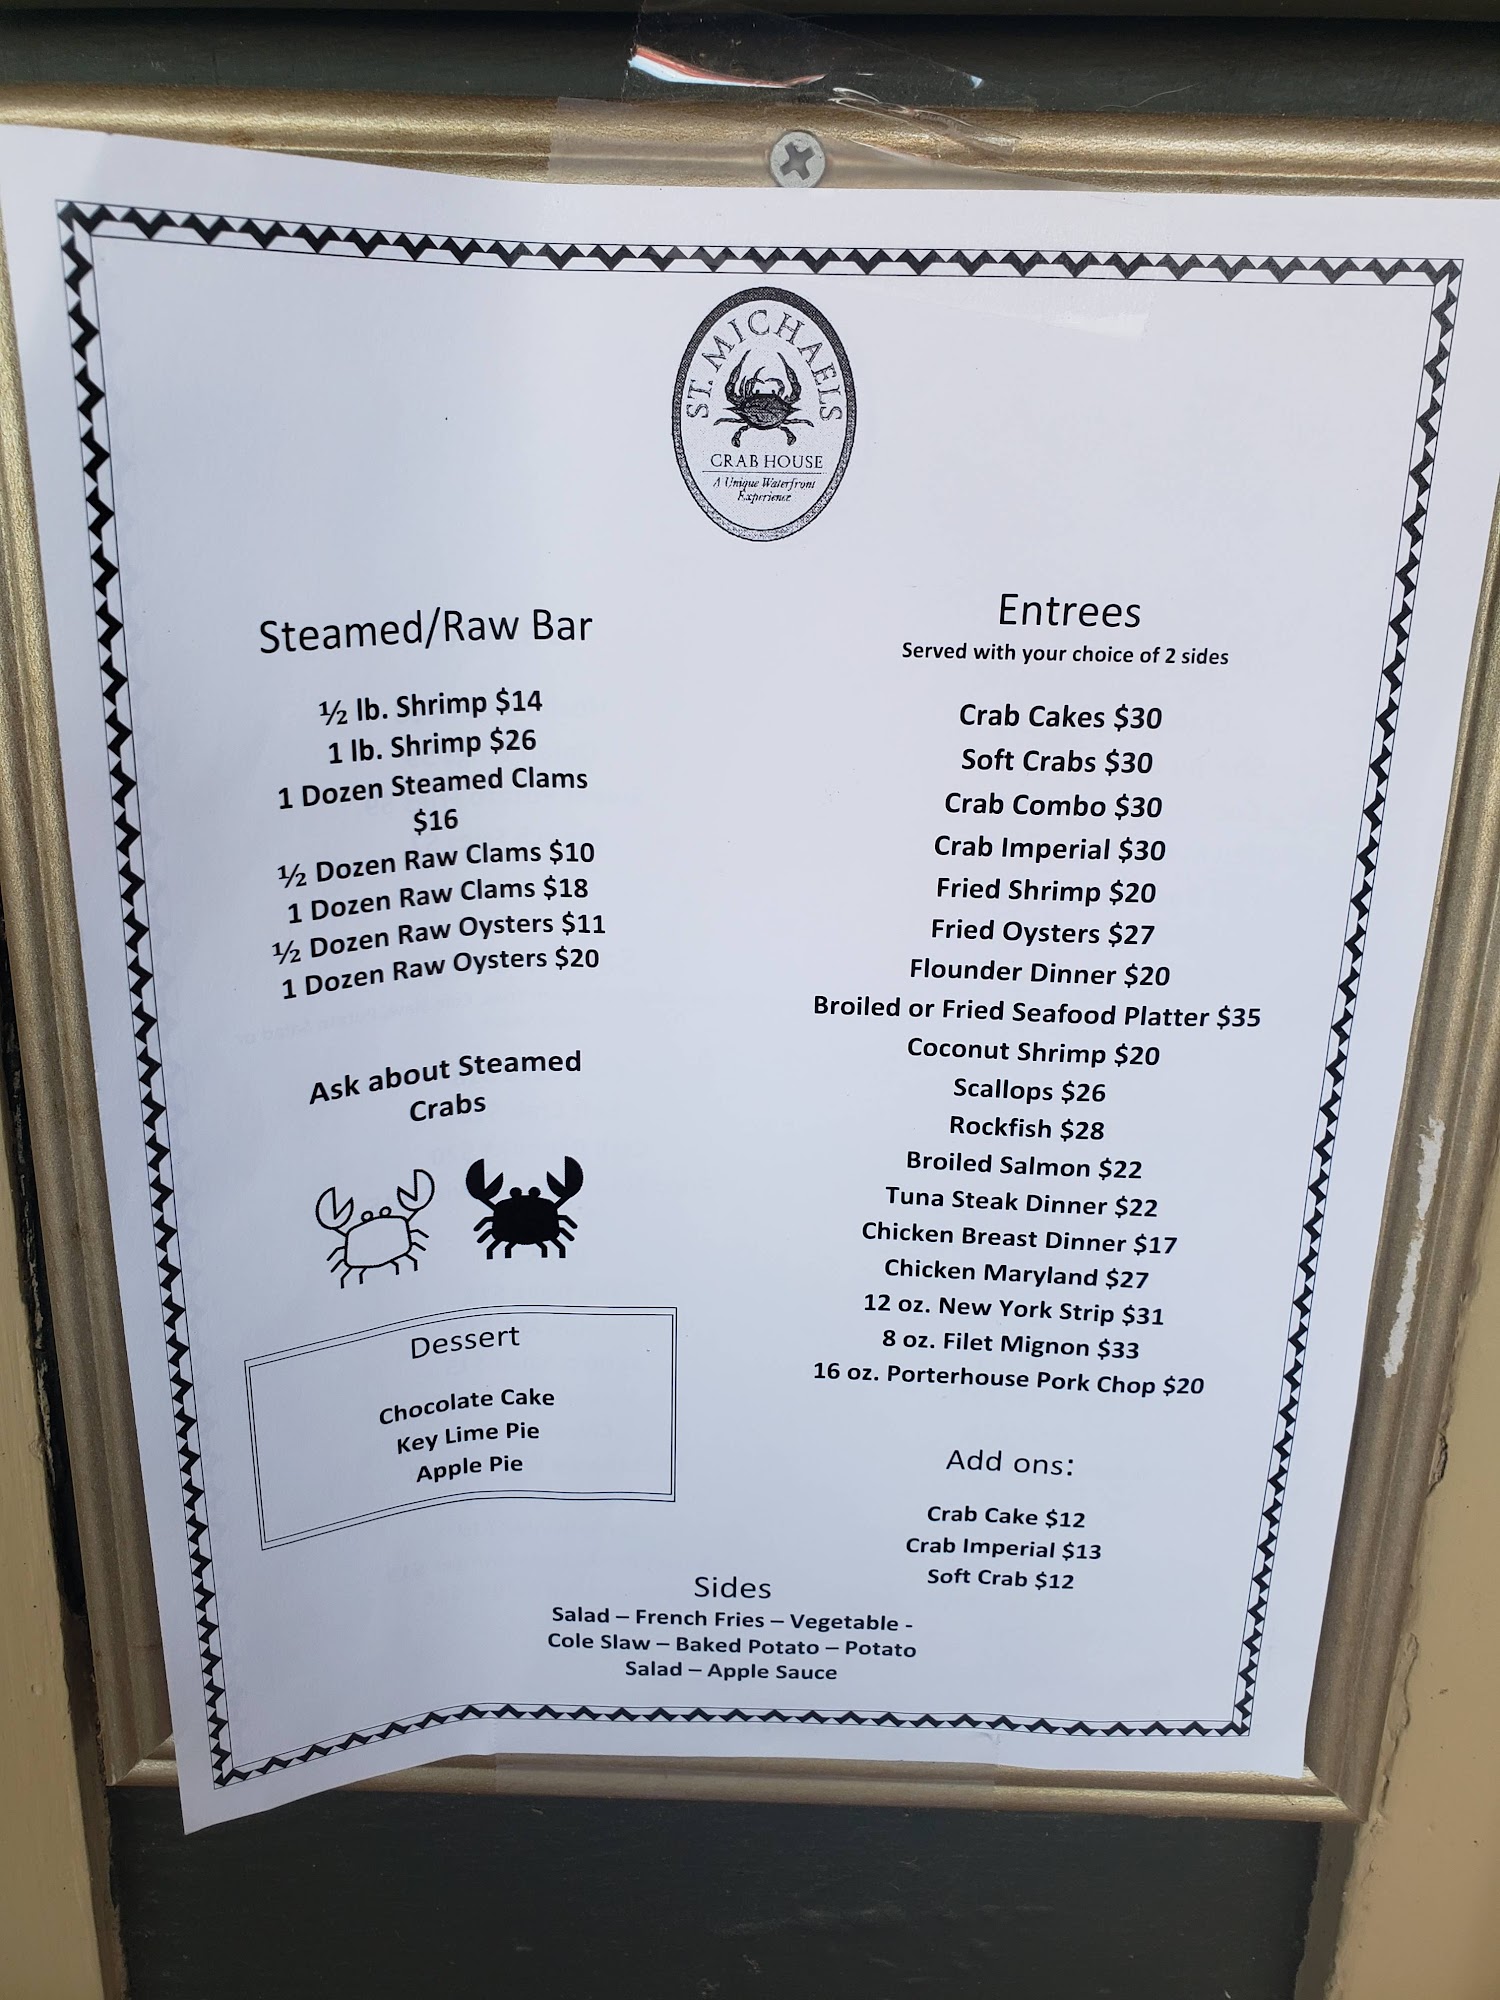 ST. MICHAELS
CRAB HOUSE
A Unique Waterfront
Experience
Steamed/Raw Bar
½ lb. Shrimp $14
1 lb. Shrimp $26
1 Dozen Steamed Clams
$16
½ Dozen Raw Clams $10
1 Dozen Raw Clams $18
½ Dozen Raw Oysters $11
1 Dozen Raw Oysters $20
Ask about Steamed
Crabs
Dessert
Chocolate Cake
Key Lime Pie
Apple Pie
Entrees
Served with your choice of 2 sides
Crab Cakes $30
Soft Crabs $30
Crab Combo $30
Crab Imperial $30
Fried Shrimp $20
Fried Oysters $27
Flounder Dinner $20
Broiled or Fried Seafood Platter $35
Coconut Shrimp $20
Scallops $26
Rockfish $28
Broiled Salmon $22
Tuna Steak Dinner $22
Chicken Breast Dinner $17
Chicken Maryland $27
12 oz. New York Strip $31
8 oz. Filet Mignon $33
16 oz. Porterhouse Pork Chop $20
Add ons:
Crab Cake $12
Crab Imperial $13
Soft Crab $12
Sides
Salad – French Fries – Vegetable -
Cole Slaw – Baked Potato – Potato
Salad – Apple Sauce